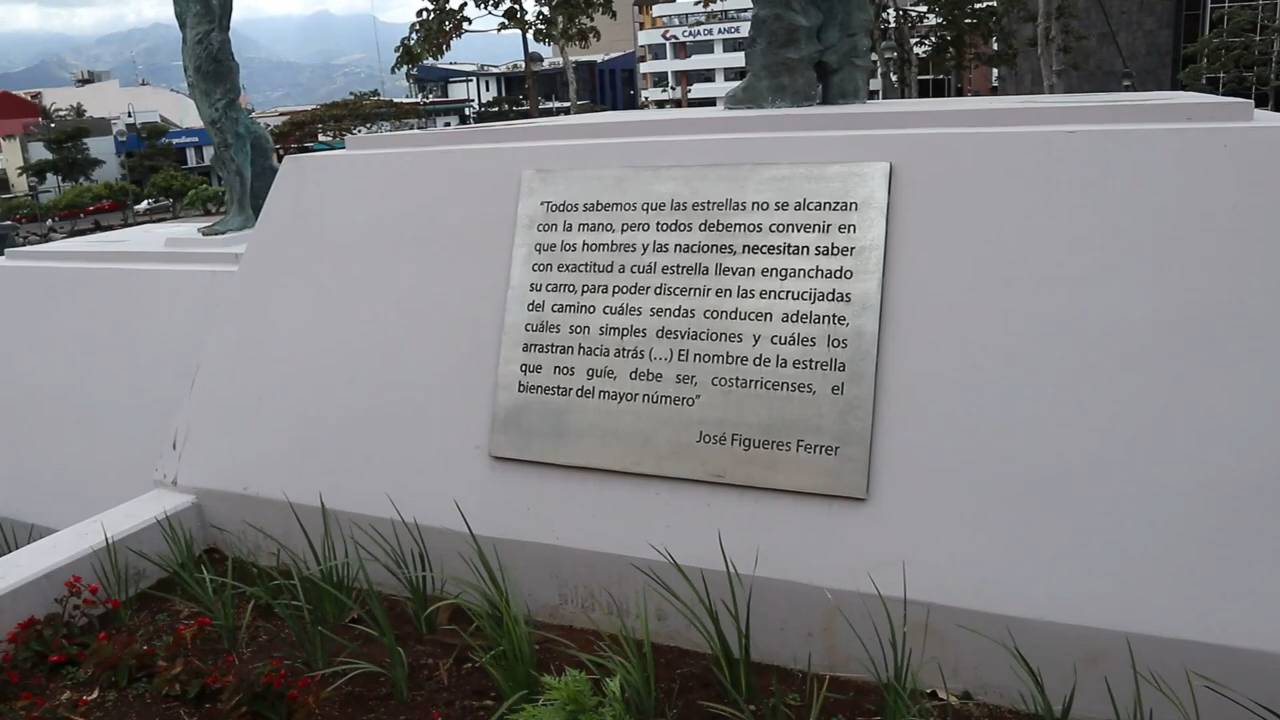 CAJA DE ANDE
“Todos sabemos que las estrellas no se alcanzan
con la mano, pero todos debemos convenir en
que los hombres y las naciones, necesitan saber
con exactitud a cuál estrella llevan enganchado
su carro, para poder discernir en las encrucijadas
del camino cuáles sendas conducen adelante,
cuáles son simples desviaciones y cuáles los
arrastran hacia atrás (...) El nombre de la estrella
que nos guíe, debe ser, costarricenses, el
bienestar del mayor número”
José Figueres Ferrer